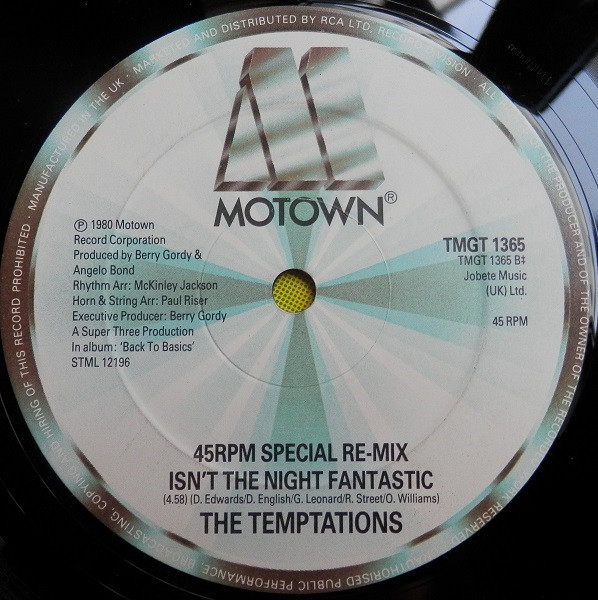 MANUFACTURED IN THE UK · MARKETED AND DISTRIBUTED BY RCA LTD. RECORD DIVISION · ALL
THE PRODUCER AND OF THE OWNER OF THE RECORDED
RESERVED. UNAUTHORISED PUBLIC PERFORMANCE, BROADCASTING, COPYING AND HIRING OF THIS RECORD PROHIBITED ·
MOTOWN®
℗ 1980 Motown
Record Corporation
Produced by Berry Gordy &
Angelo Bond
Rhythm Arr: McKinley Jackson
Horn & String Arr: Paul Riser
Executive Producer: Berry Gordy
A Super Three Production
In album: 'Back To Basics'
STML 12196
TMGT 1365
TMGT 1365 B‡
Jobete Music
(UK) Ltd.
45 RPM
45RPM SPECIAL RE-MIX
ISN'T THE NIGHT FANTASTIC
(4.58) (D. Edwards/D. English/G. Leonard/R. Street/O. Williams)
THE TEMPTATIONS